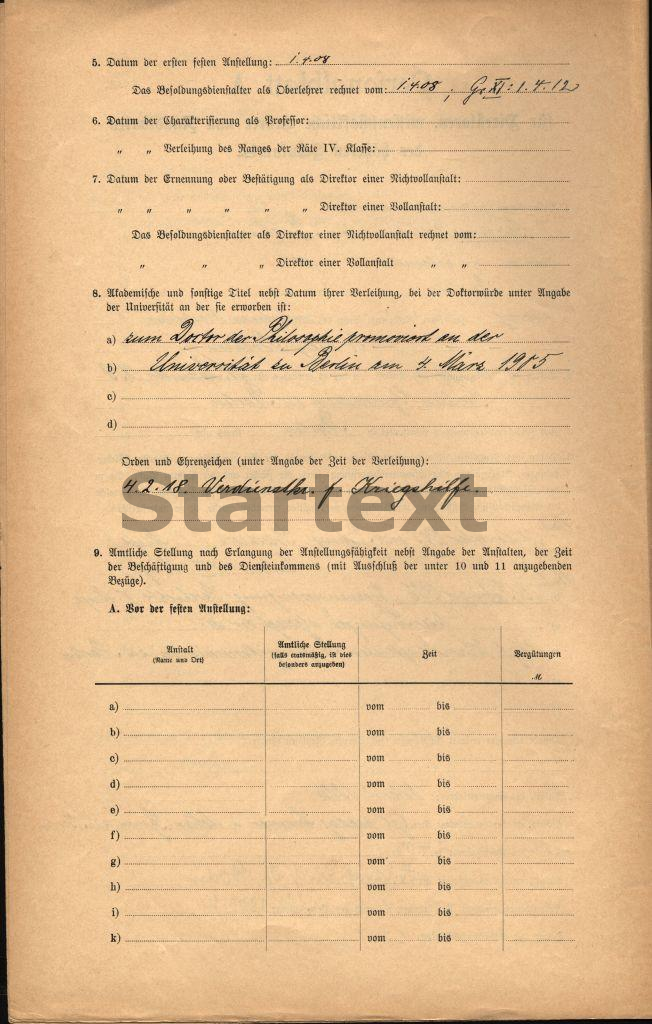 5. Datum der ersten festen Anstellung: 1.4.08
Das Besoldungsdienstalter als Oberlehrer rechnet vom: 1.4.08 ; Gr. XI: 1.4.12
6. Datum der Charakterisierung als Professor:
„ „ Verleihung des Ranges der Räte IV. Klasse:
7. Datum der Ernennung oder Bestätigung als Direktor einer Nichtvollanstalt:
„ „ „ „ „ „ Direktor einer Vollanstalt:
Das Besoldungsdienstalter als Direktor einer Nichtvollanstalt rechnet vom:
„ „ „ Direktor einer Vollanstalt „ „
8. Akademische und sonstige Titel nebst Datum ihrer Verleihung, bei der Doktorwürde unter Angabe
der Universität an der sie erworben ist:
a) zum Doctor der Philosophie promoviert an der
b) Universität zu Berlin am 4. März 1905
c)
d)
Orden und Ehrenzeichen (unter Angabe der Zeit der Verleihung):
4.2.18. Verdienstkr. f. Kriegshilfe
Startext
9. Amtliche Stellung nach Erlangung der Anstellungsfähigkeit nebst Angabe der Anstalten, der Zeit
der Beschäftigung und des Diensteinkommens (mit Ausschluß der unter 10 und 11 anzugebenden
Bezüge).
A. Vor der festen Anstellung:
Anstalt
(Name und Ort)
Amtliche Stellung
(falls etatsmäßig, ist dies
besonders anzugeben)
Zeit
Vergütungen
M
a) vom bis
b) vom bis
c) vom bis
d) vom bis
e) vom bis
f) vom bis
g) vom bis
h) vom bis
i) vom bis
k) vom bis